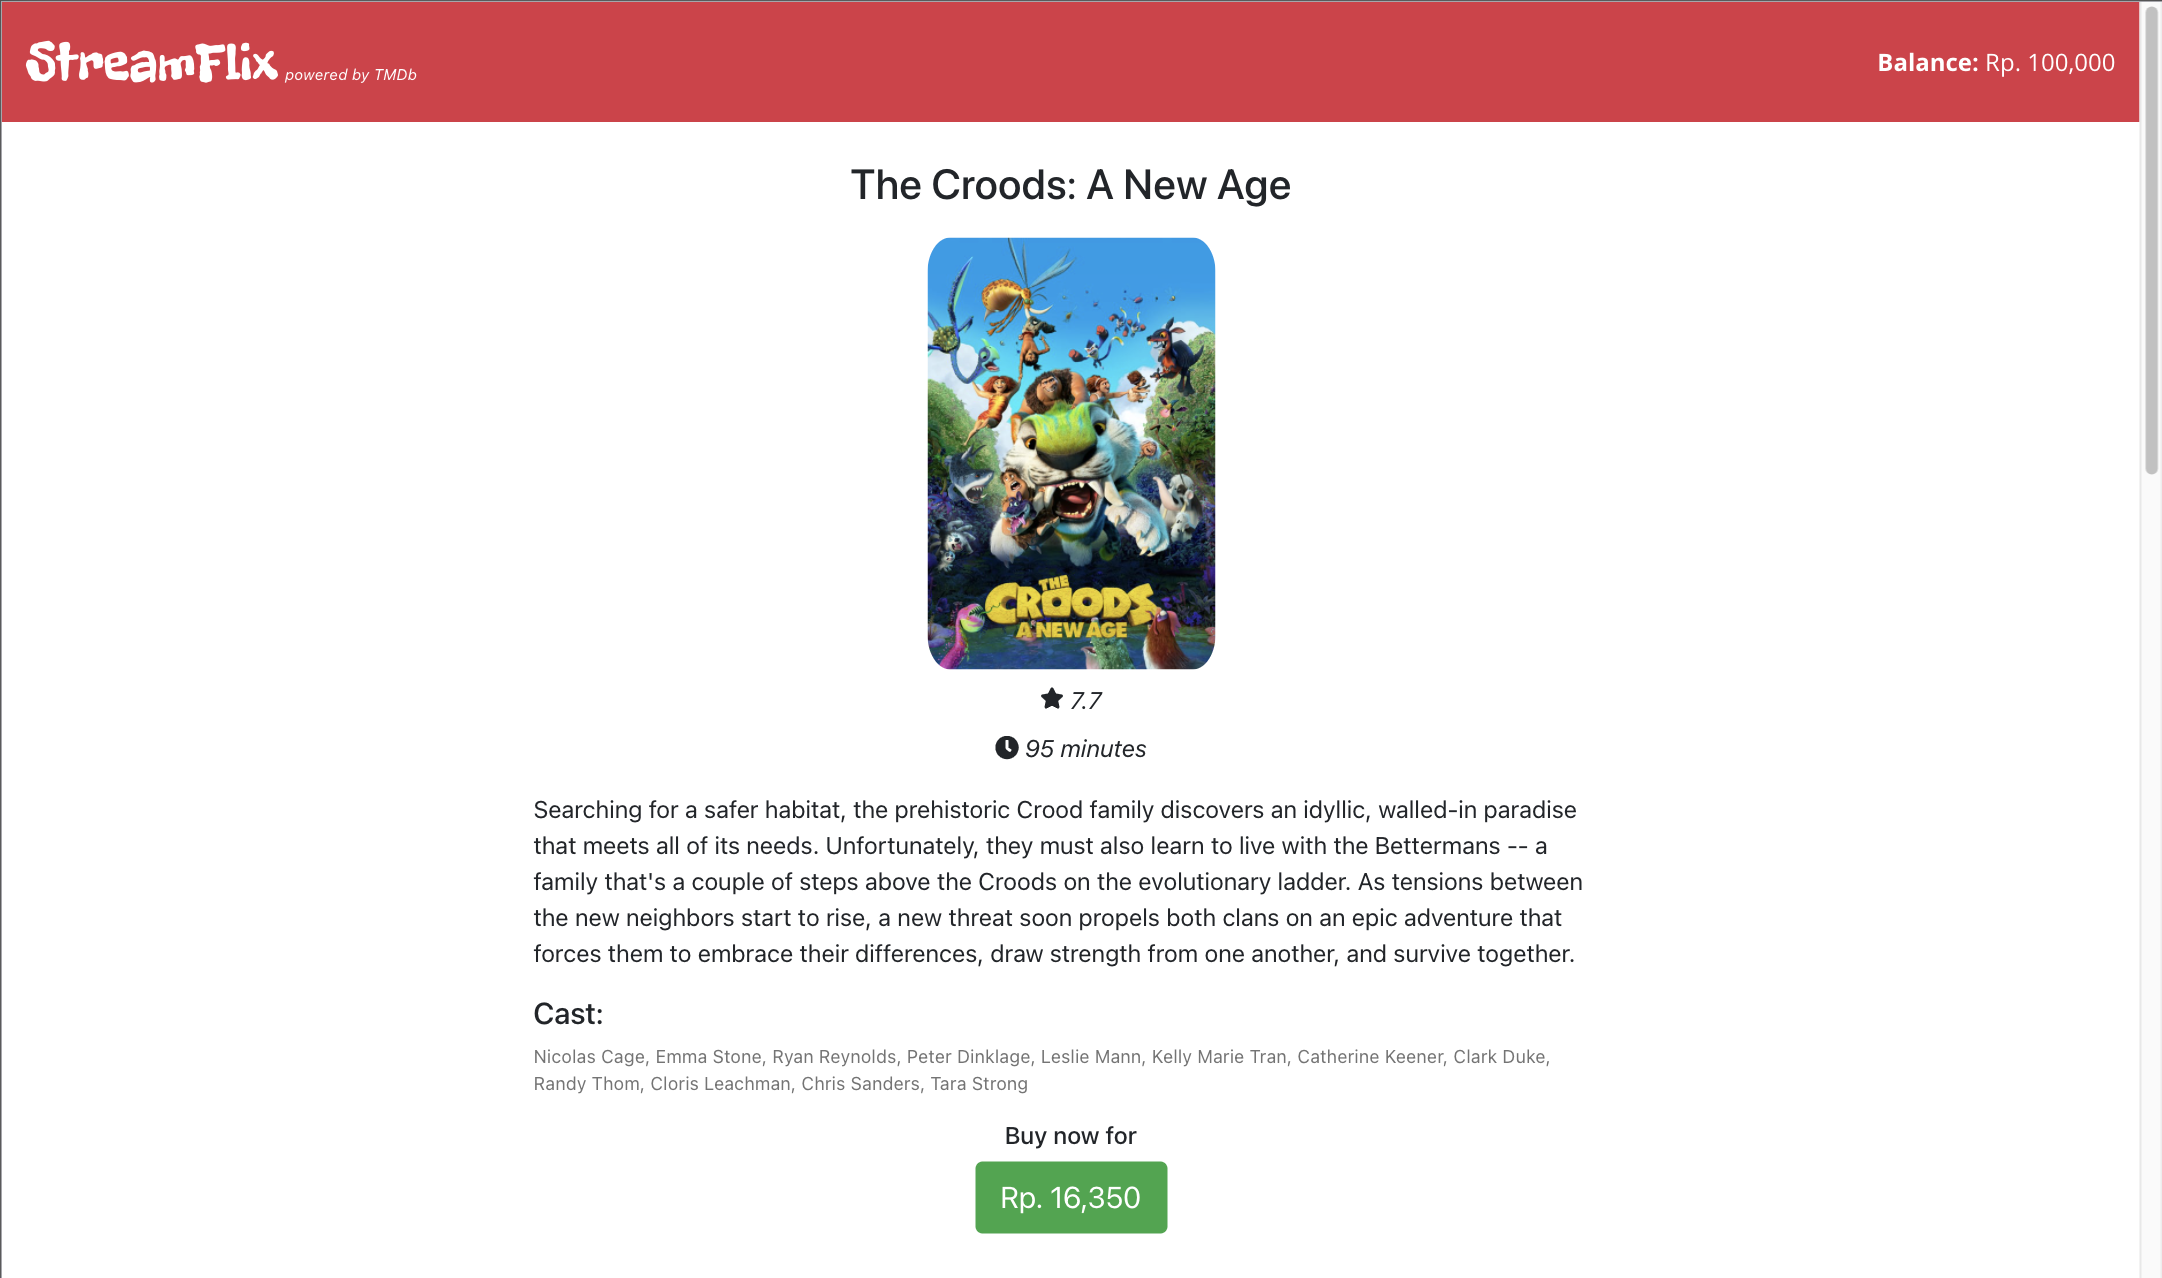 StreamFlix powered by TMDb
Balance: Rp. 100,000
The Croods: A New Age
THE
CROODS
A NEW AGE
7.7
95 minutes
Searching for a safer habitat, the prehistoric Crood family discovers an idyllic, walled-in paradise
that meets all of its needs. Unfortunately, they must also learn to live with the Bettermans -- a
family that's a couple of steps above the Croods on the evolutionary ladder. As tensions between
the new neighbors start to rise, a new threat soon propels both clans on an epic adventure that
forces them to embrace their differences, draw strength from one another, and survive together.
Cast:
Nicolas Cage, Emma Stone, Ryan Reynolds, Peter Dinklage, Leslie Mann, Kelly Marie Tran, Catherine Keener, Clark Duke,
Randy Thom, Cloris Leachman, Chris Sanders, Tara Strong
Buy now for
Rp. 16,350